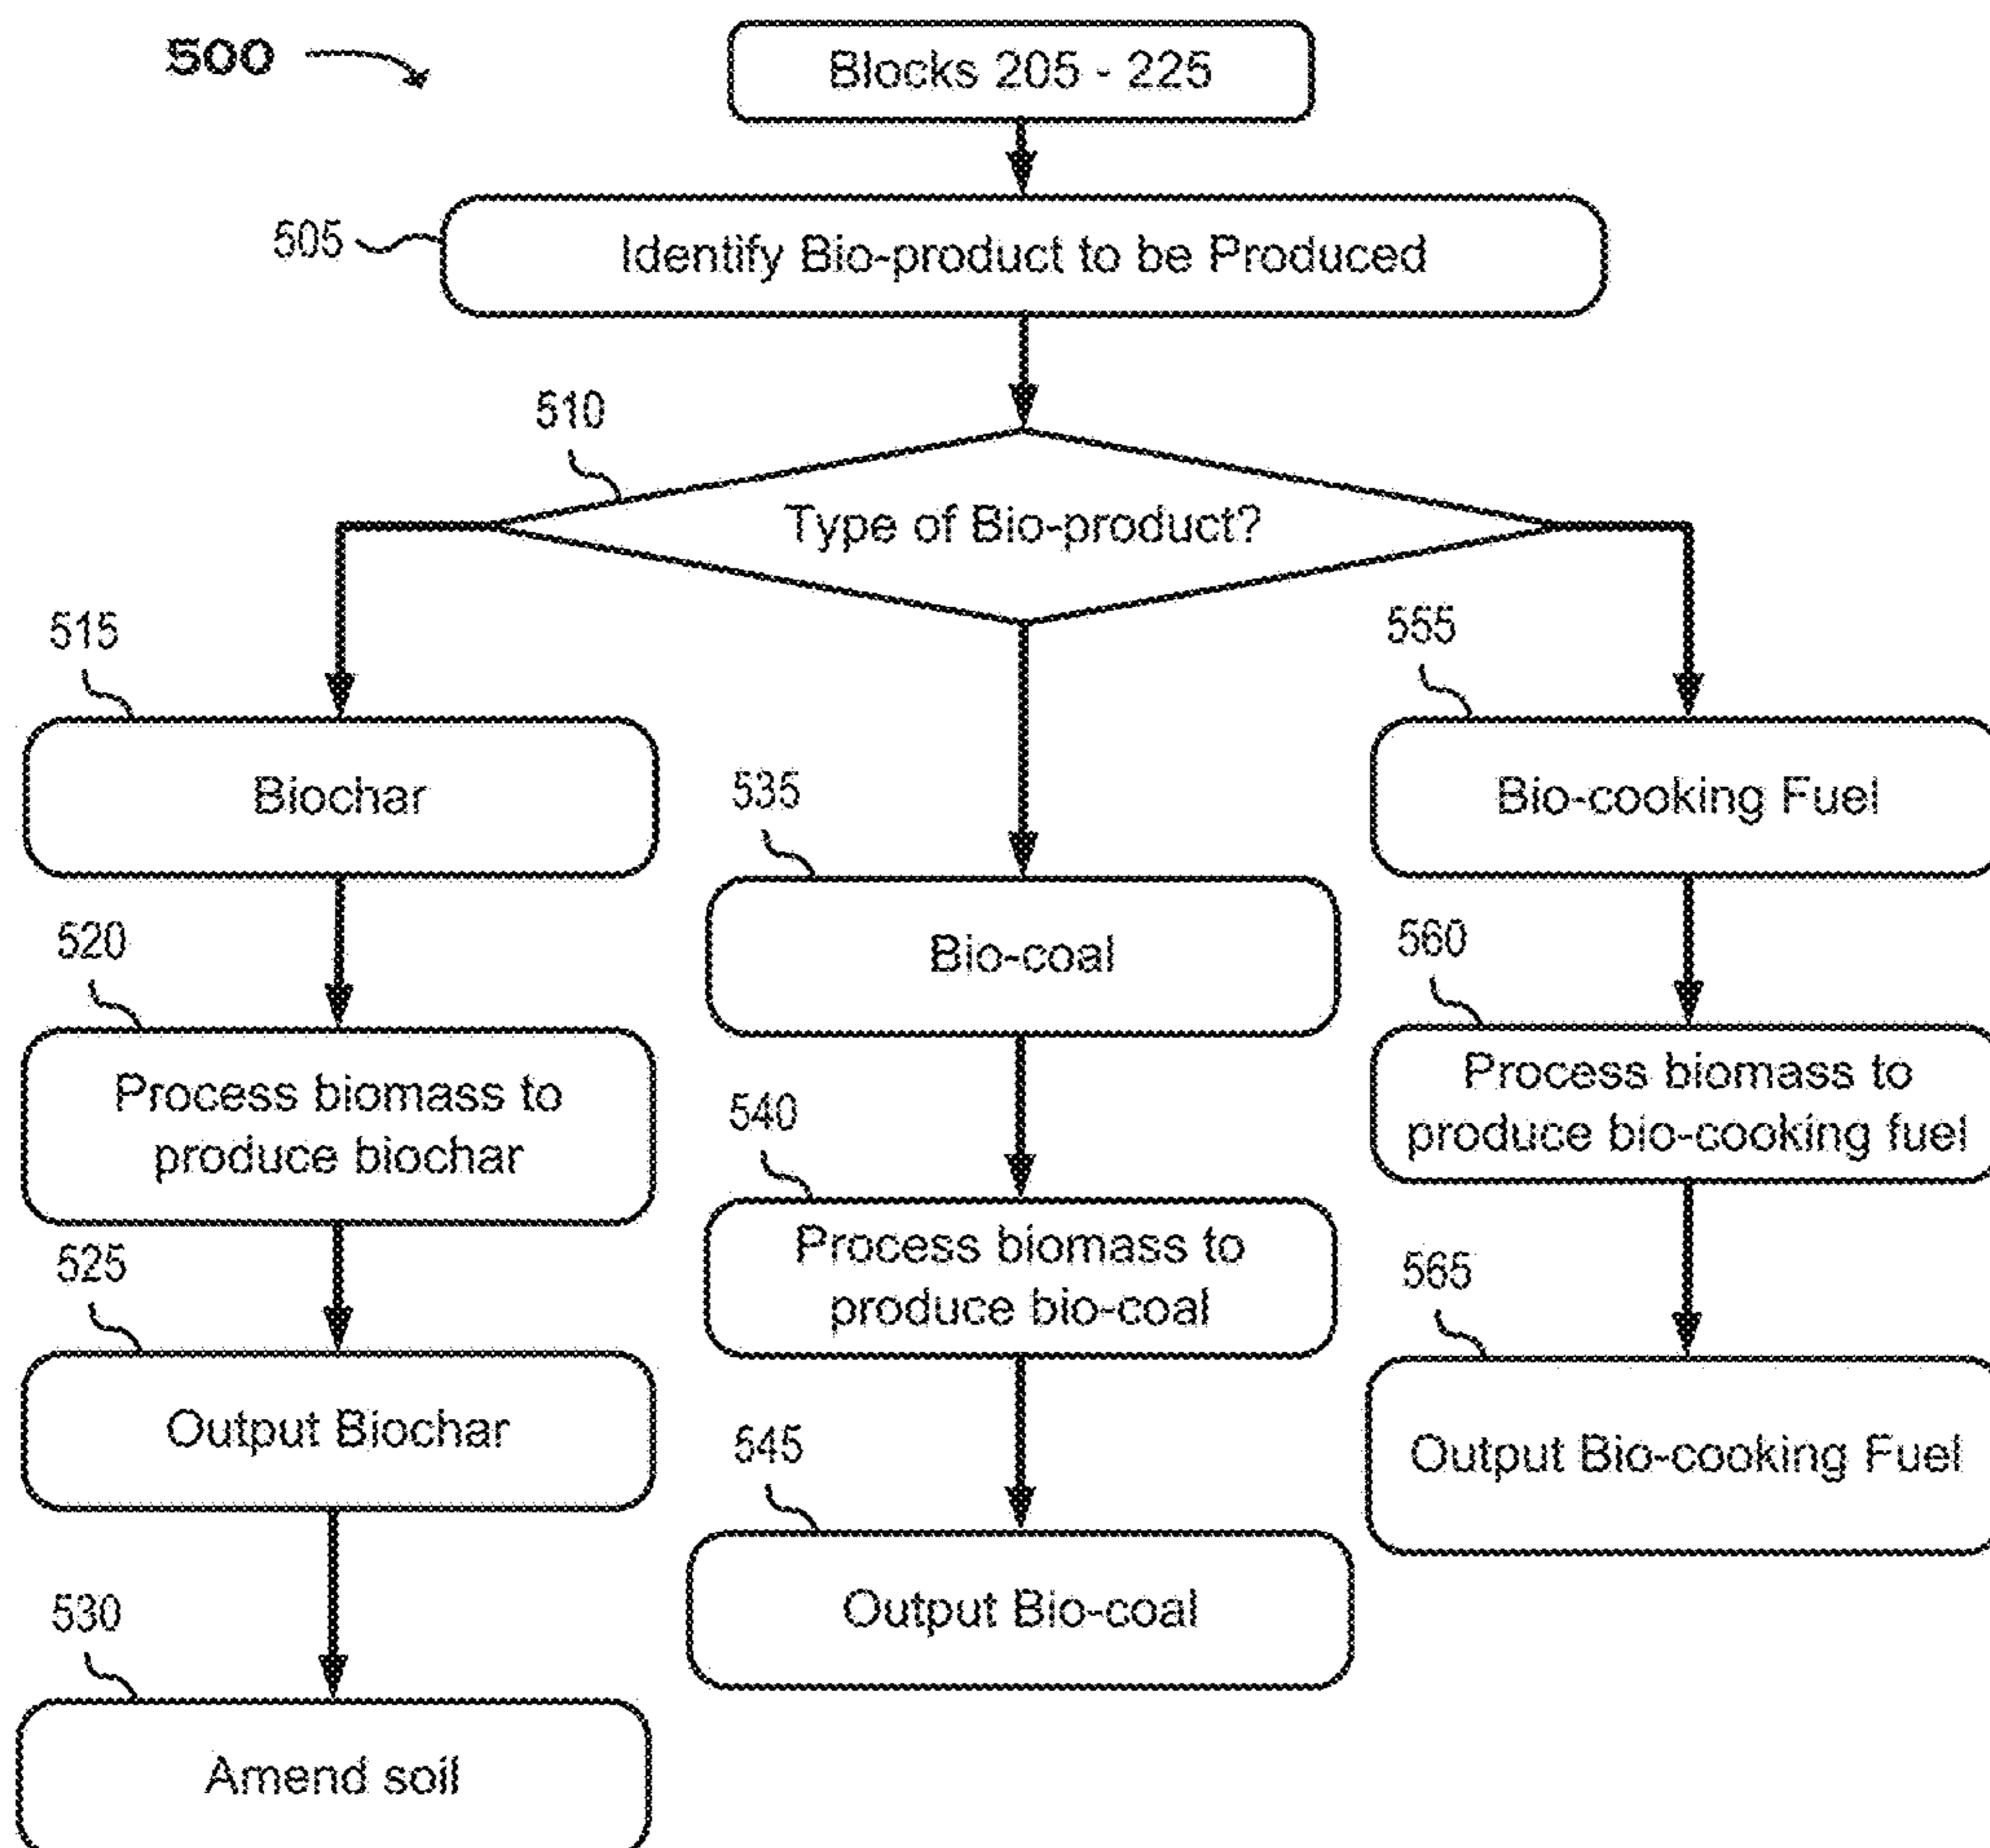 500
Blocks 205 - 225
505
Identify Bio-product to be Produced
510
Type of Bio-product?
515
Biochar
520
Process biomass to
produce biochar
525
Output Biochar
530
Amend soil
535
Bio-coal
540
Process biomass to
produce bio-coal
545
Output Bio-coal
555
Bio-cooking Fuel
560
Process biomass to
produce bio-cooking fuel
565
Output Bio-cooking Fuel